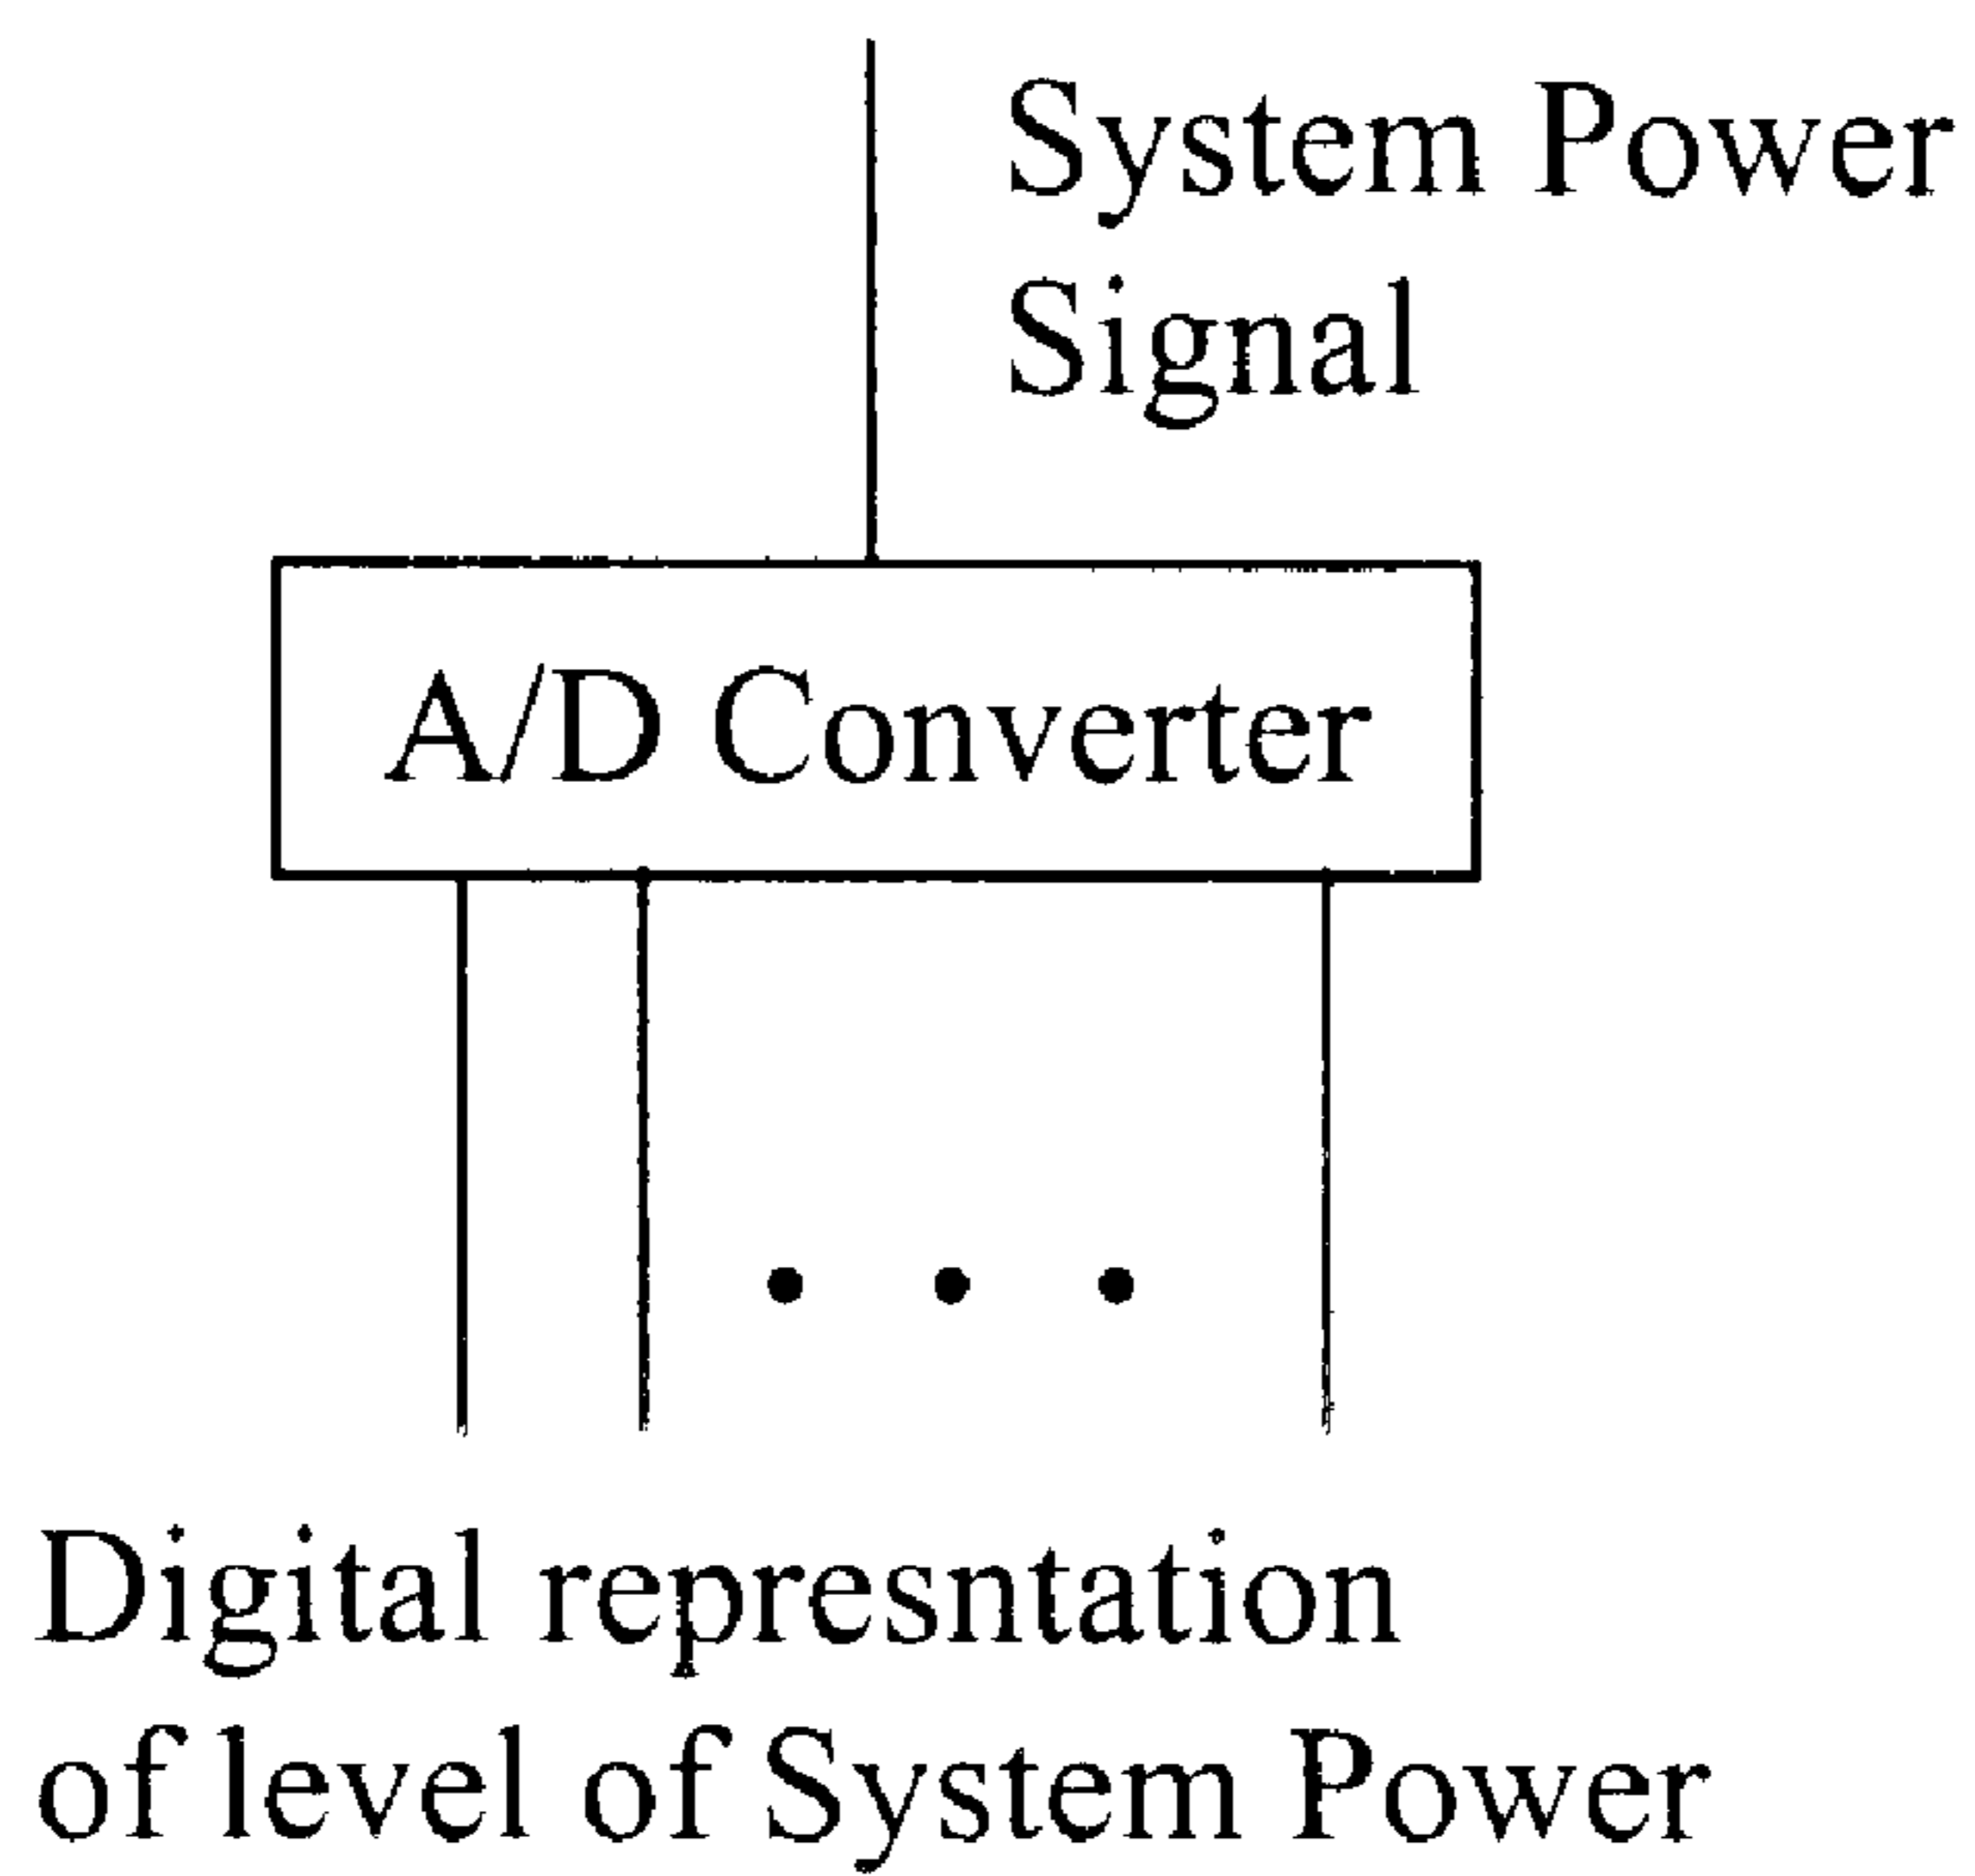 System Power
Signal
A/D Converter
Digital represntation
of level of System Power